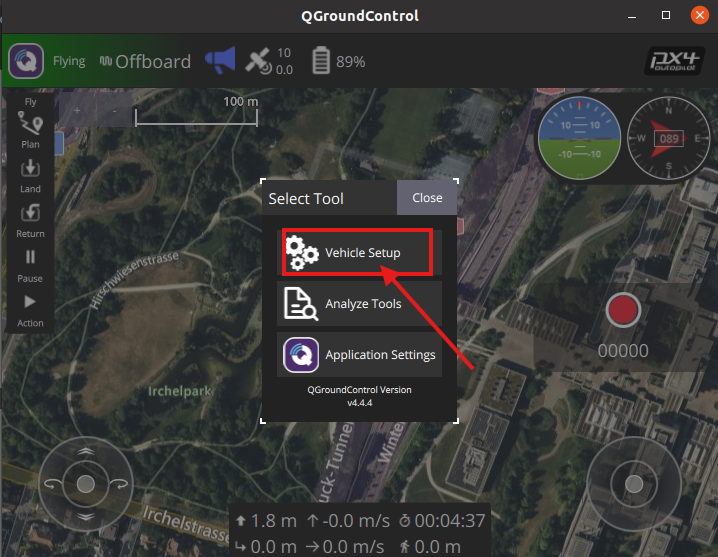 QGroundControl
Flying
Offboard
10
0.0
89%
px4
autopilot
Fly
Plan
Land
Return
Pause
Action
+
-
100 m
10 10
-10 -10
N
W 089 E
S
Select Tool
Close
Vehicle Setup
Analyze Tools
Application Settings
QGroundControl Version
v4.4.4
Hirschwiesenstrasse
Irchelpark
Irchelstrasse
uck-Tunne
Winter
00000
1.8 m -0.0 m/s 00:04:37
0.0 m 0.0 m/s 0.0 m